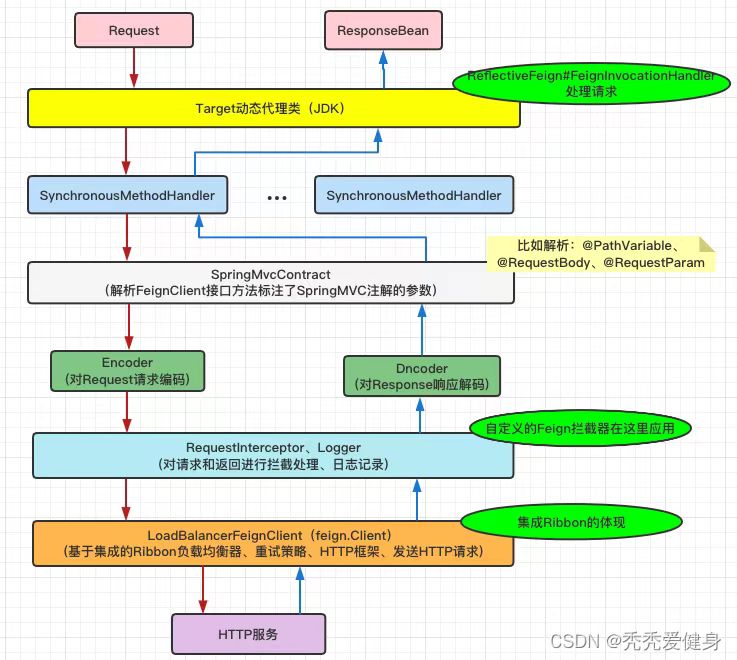 Request
ResponseBean
ReflectiveFeign#FeignInvocationHandler
处理请求
Target动态代理类（JDK）
SynchronousMethodHandler
...
SynchronousMethodHandler
比如解析：@PathVariable、
@RequestBody、@RequestParam
SpringMvcContract
（解析FeignClient接口方法标注了SpringMVC注解的参数）
Encoder
（对Request请求编码）
Dncoder
（对Response响应解码）
自定义的Feign拦截器在这里应用
RequestInterceptor、Logger
（对请求和返回进行拦截处理、日志记录）
集成Ribbon的体现
LoadBalancerFeignClient（feign.Client）
（基于集成的Ribbon负载均衡器、重试策略、HTTP框架、发送HTTP请求）
HTTP服务
CSDN @秃秃爱健身